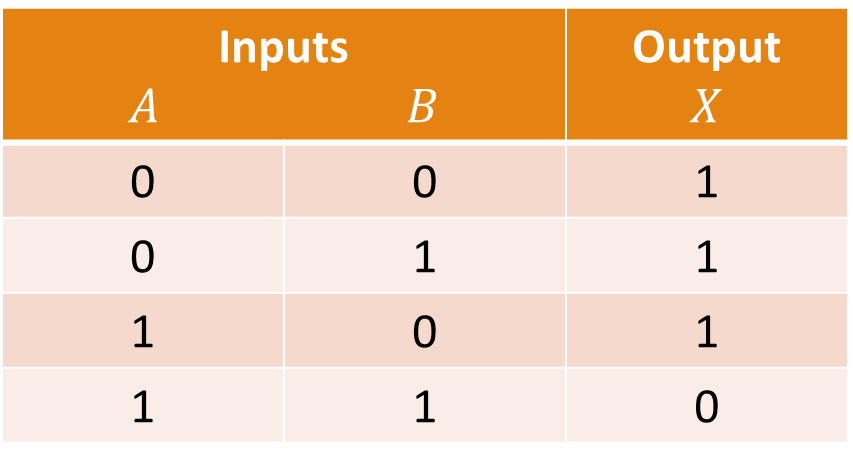 Inputs Output
A B X
0 0 1
0 1 1
1 0 1
1 1 0